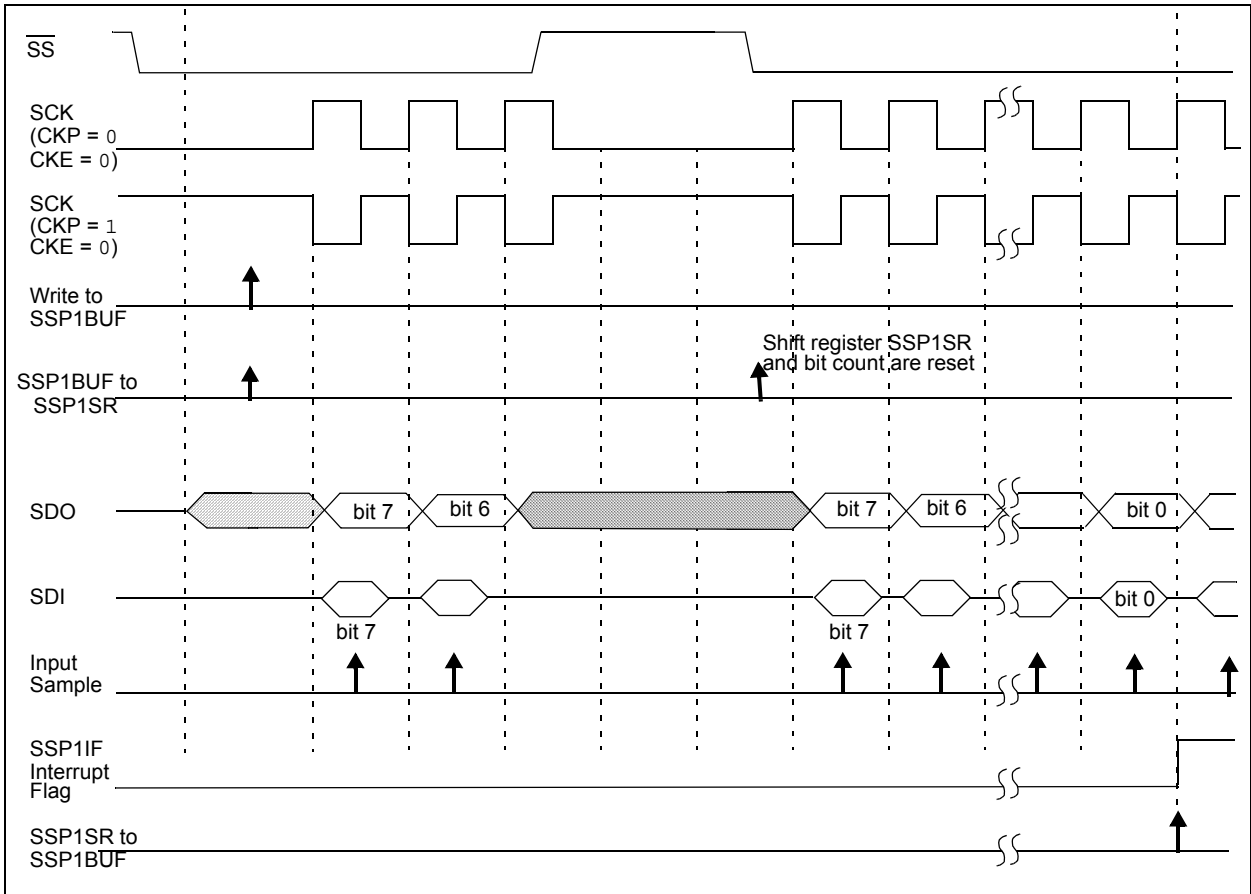 SS
SCK
(CKP = 0
CKE = 0)
SCK
(CKP = 1
CKE = 0)
Write to
SSP1BUF
Shift register SSP1SR
and bit count are reset
SSP1BUF to
SSP1SR
SDO
bit 7
bit 6
bit 7
bit 6
bit 0
SDI
bit 0
bit 7
bit 7
Input
Sample
SSP1IF
Interrupt
Flag
SSP1SR to
SSP1BUF